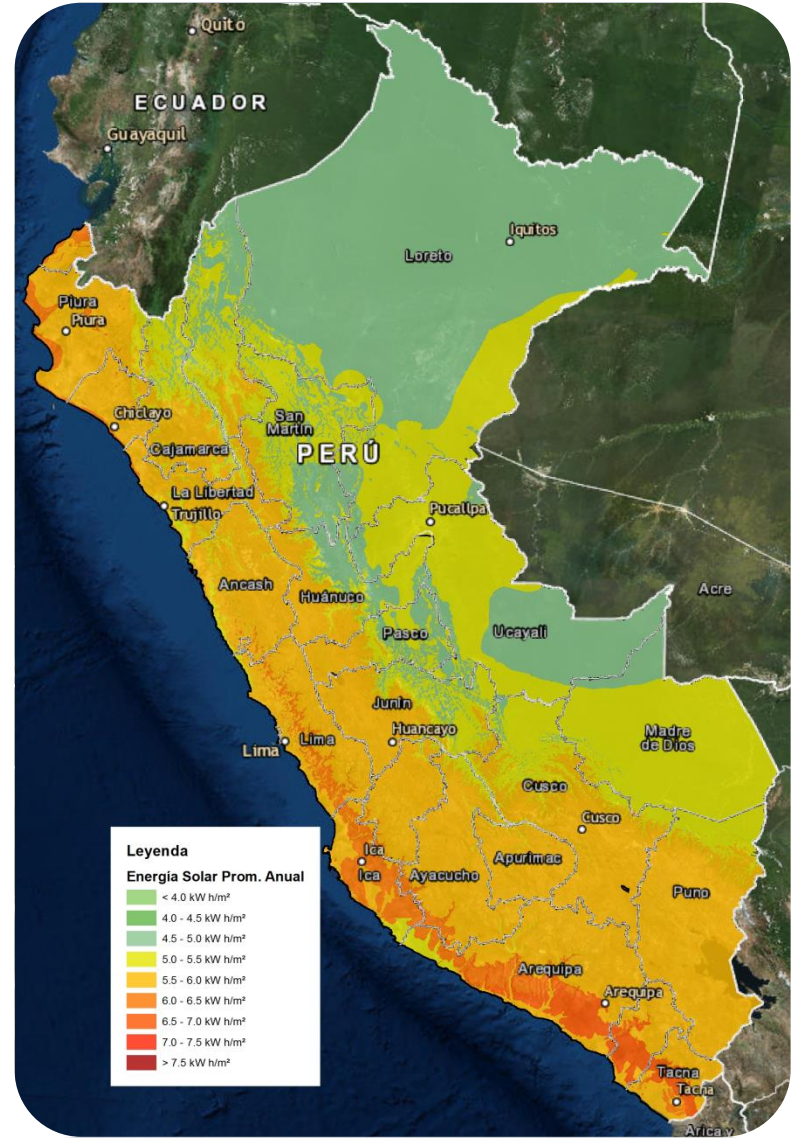 Quito
ECUADOR
Guayaquil
Iquitos
Loreto
Piura
Piura
Chiclayo
San
Martín
Cajamarca
PERÚ
La Libertad
Trujillo
Pucallpa
Ancash
Huánuco
Acre
Pasco
Ucayali
Junín
Huancayo
Madre
de Dios
Lima
Lima
Cusco
Cusco
Ica
Ica
Ayacucho
Apurímac
Puno
Arequipa
Arequipa
Tacna
Tacna
Arica y
Leyenda
Energía Solar Prom. Anual
< 4.0 kW h/m²
4.0 - 4.5 kW h/m²
4.5 - 5.0 kW h/m²
5.0 - 5.5 kW h/m²
5.5 - 6.0 kW h/m²
6.0 - 6.5 kW h/m²
6.5 - 7.0 kW h/m²
7.0 - 7.5 kW h/m²
> 7.5 kW h/m²